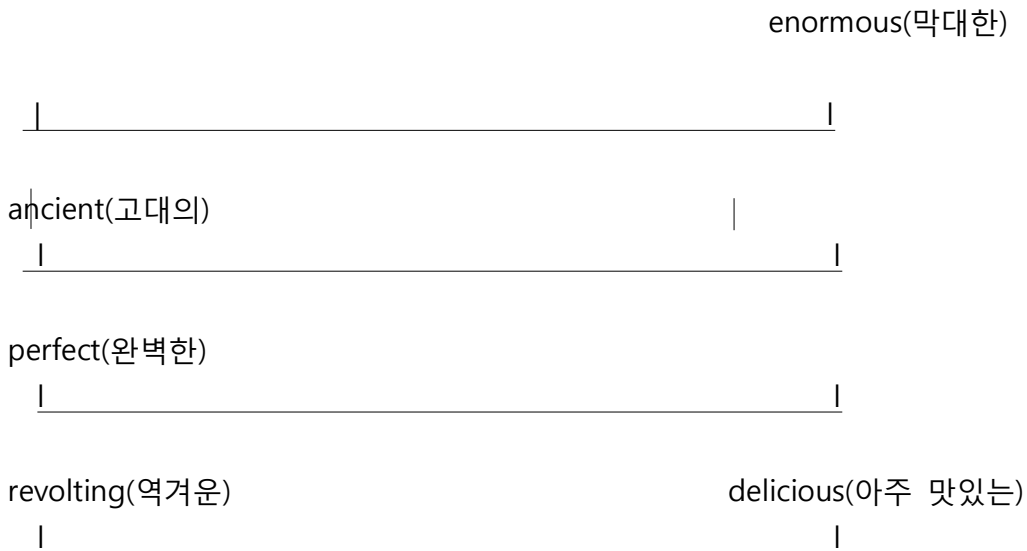 enormous(막대한)
ancient(고대의)
perfect(완벽한)
revolting(역겨운) delicious(아주 맛있는)